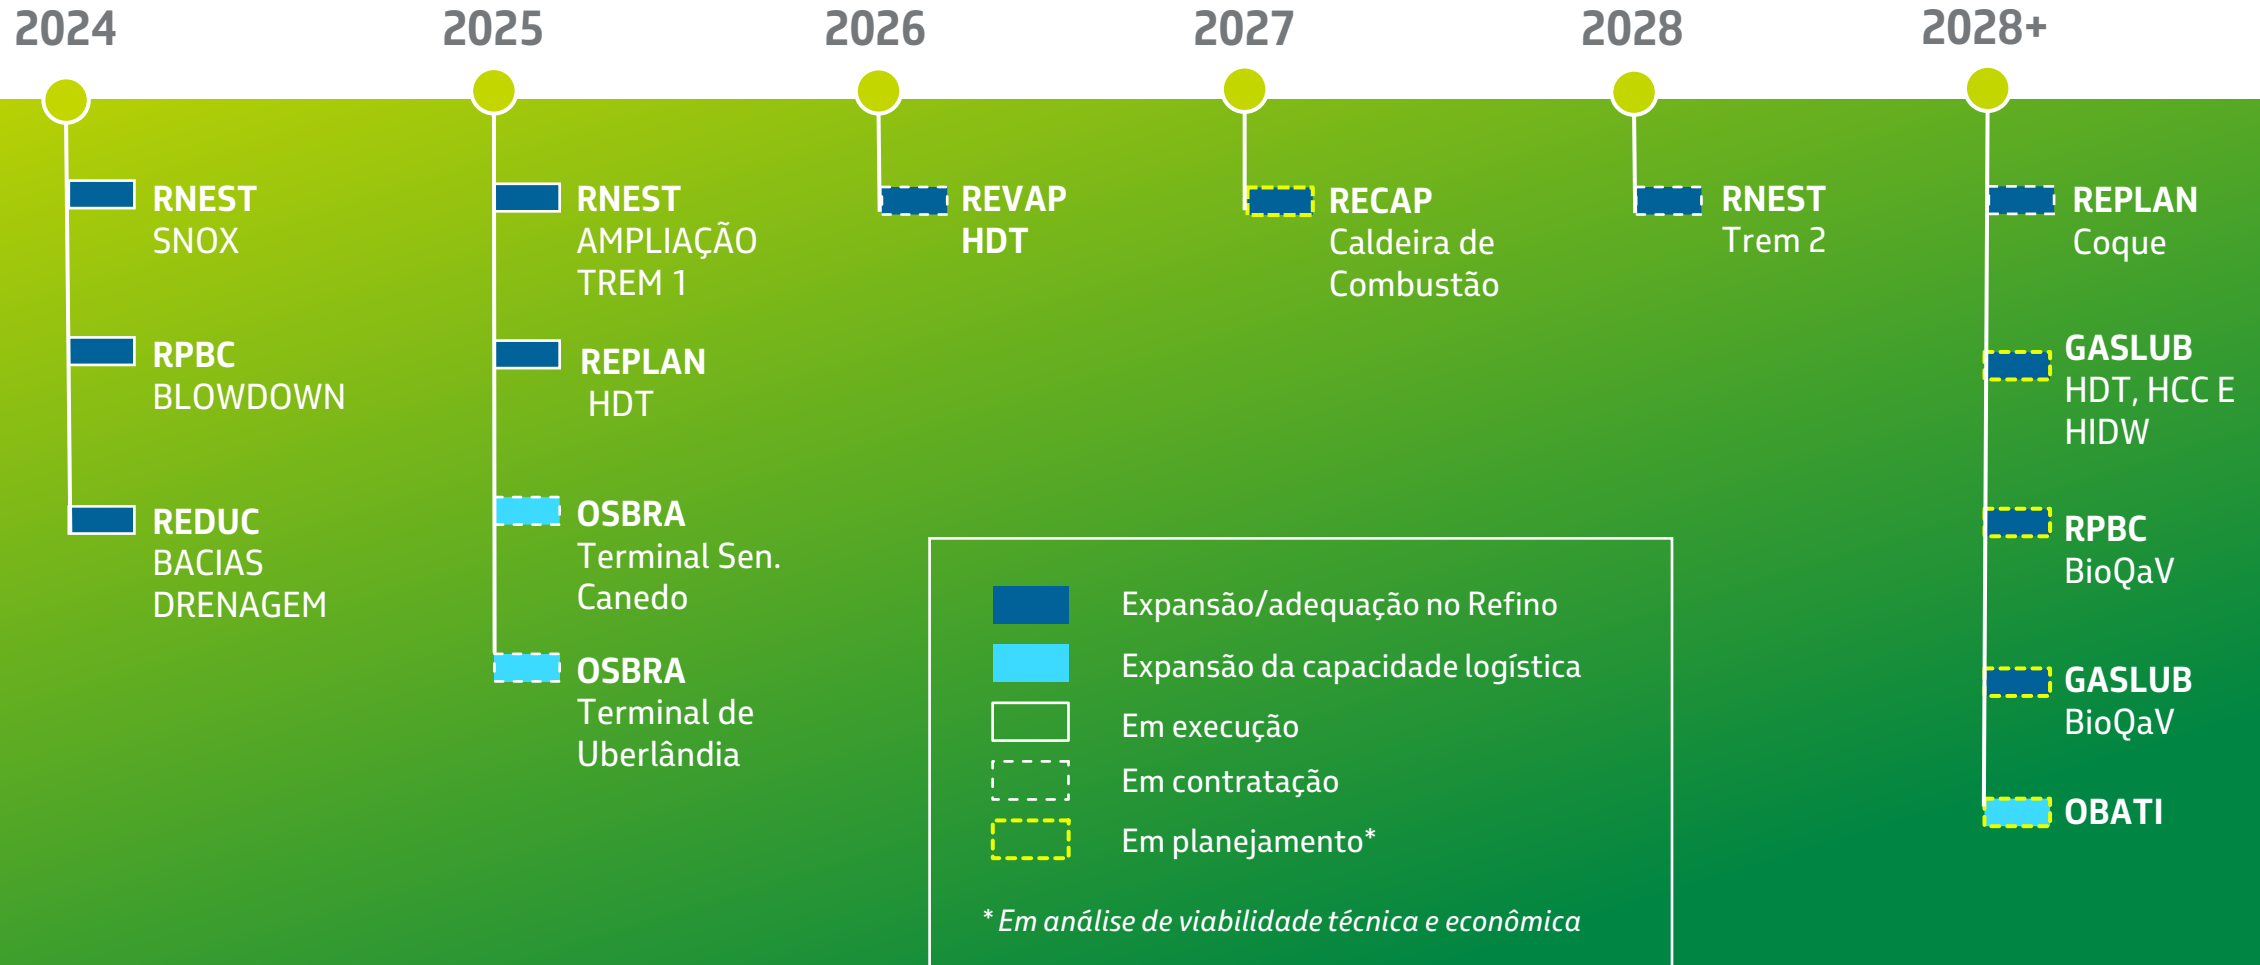 2024
2025
2026
2027
2028
2028+
RNEST
SNOX
RPBC
BLOWDOWN
REDUC
BACIAS
DRENAGEM
RNEST
AMPLIAÇÃO
TREM 1
REPLAN
HDT
OSBRA
Terminal Sen.
Canedo
OSBRA
Terminal de
Uberlândia
REVAP
HDT
RECAP
Caldeira de
Combustão
RNEST
Trem 2
REPLAN
Coque
GASLUB
HDT, HCC E
HIDW
RPBC
BioQaV
GASLUB
BioQaV
OBATI
Expansão/adequação no Refino
Expansão da capacidade logística
Em execução
Em contratação
Em planejamento*
* Em análise de viabilidade técnica e econômica